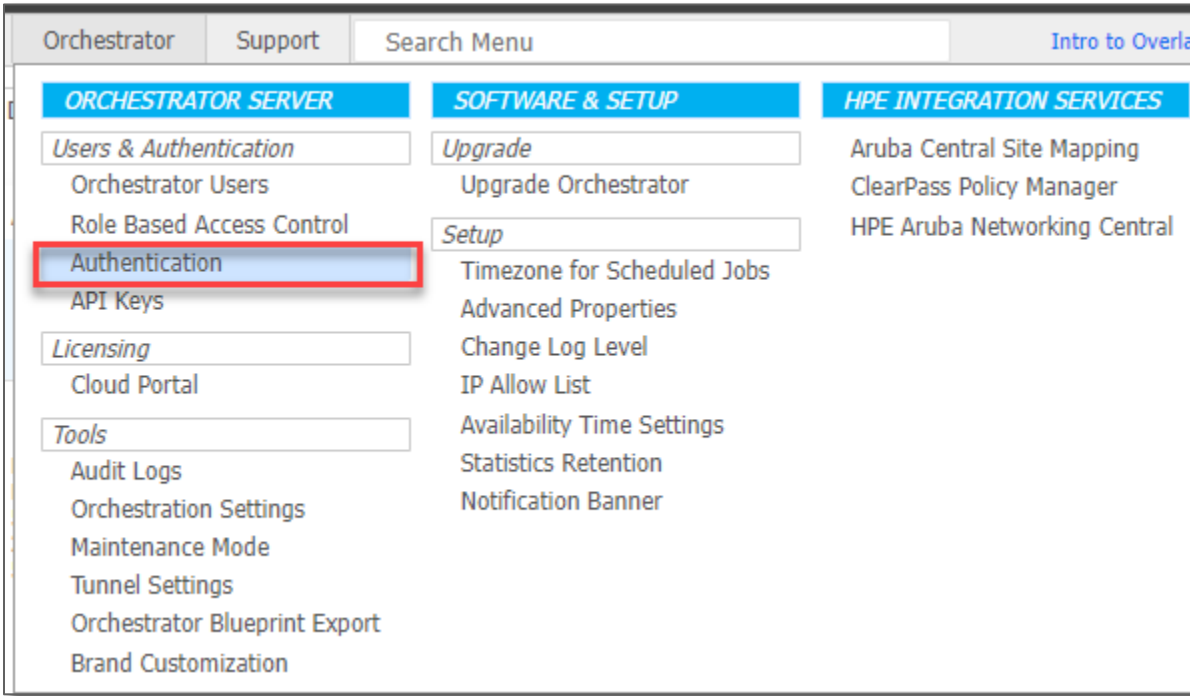 Orchestrator
Support
Search Menu
Intro to Overla
ORCHESTRATOR SERVER
Users & Authentication
Orchestrator Users
Role Based Access Control
Authentication
API Keys
Licensing
Cloud Portal
Tools
Audit Logs
Orchestration Settings
Maintenance Mode
Tunnel Settings
Orchestrator Blueprint Export
Brand Customization
SOFTWARE & SETUP
Upgrade
Upgrade Orchestrator
Setup
Timezone for Scheduled Jobs
Advanced Properties
Change Log Level
IP Allow List
Availability Time Settings
Statistics Retention
Notification Banner
HPE INTEGRATION SERVICES
Aruba Central Site Mapping
ClearPass Policy Manager
HPE Aruba Networking Central